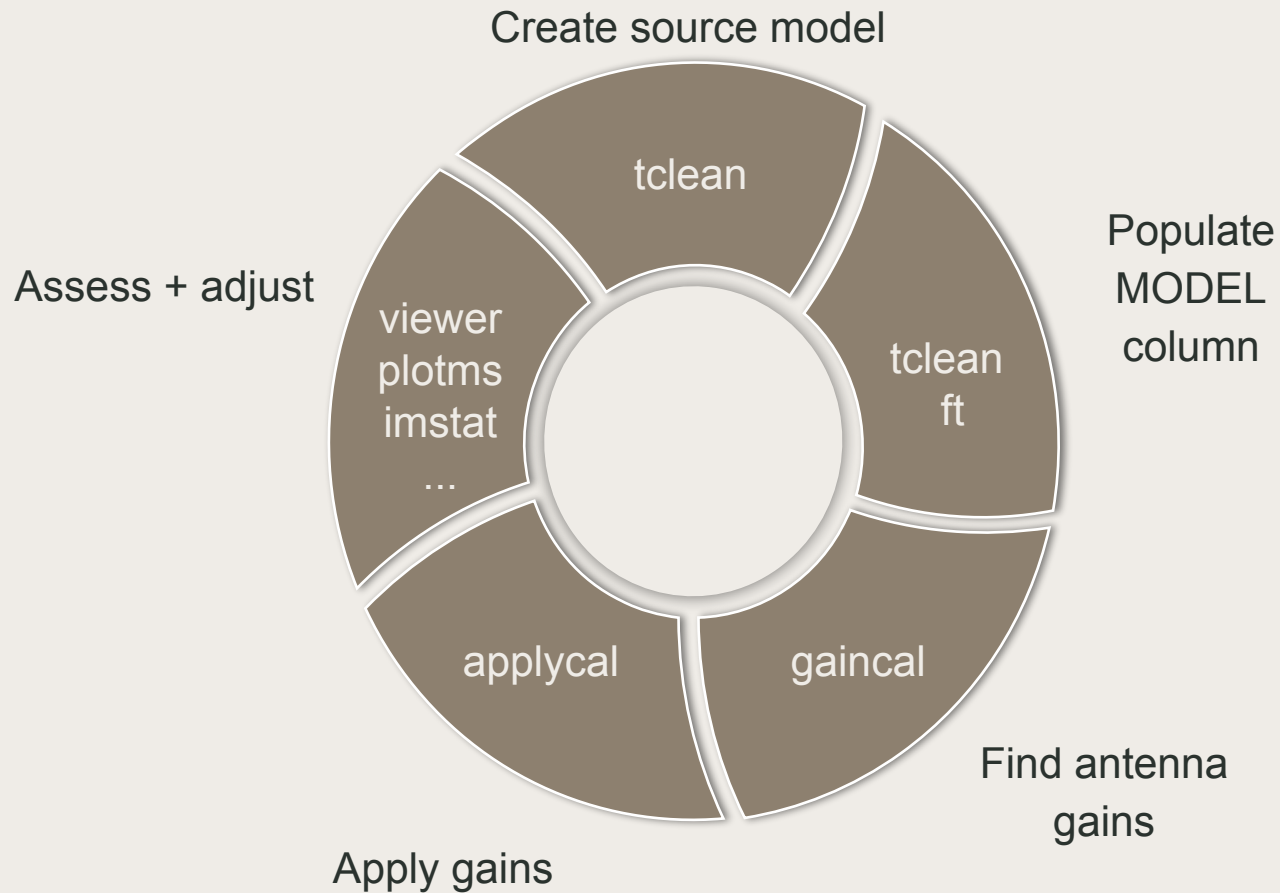 Create source model
tclean
Populate
MODEL
column
tclean
ft
Find antenna
gains
gaincal
Apply gains
applycal
Assess + adjust
viewer
plotms
imstat
...